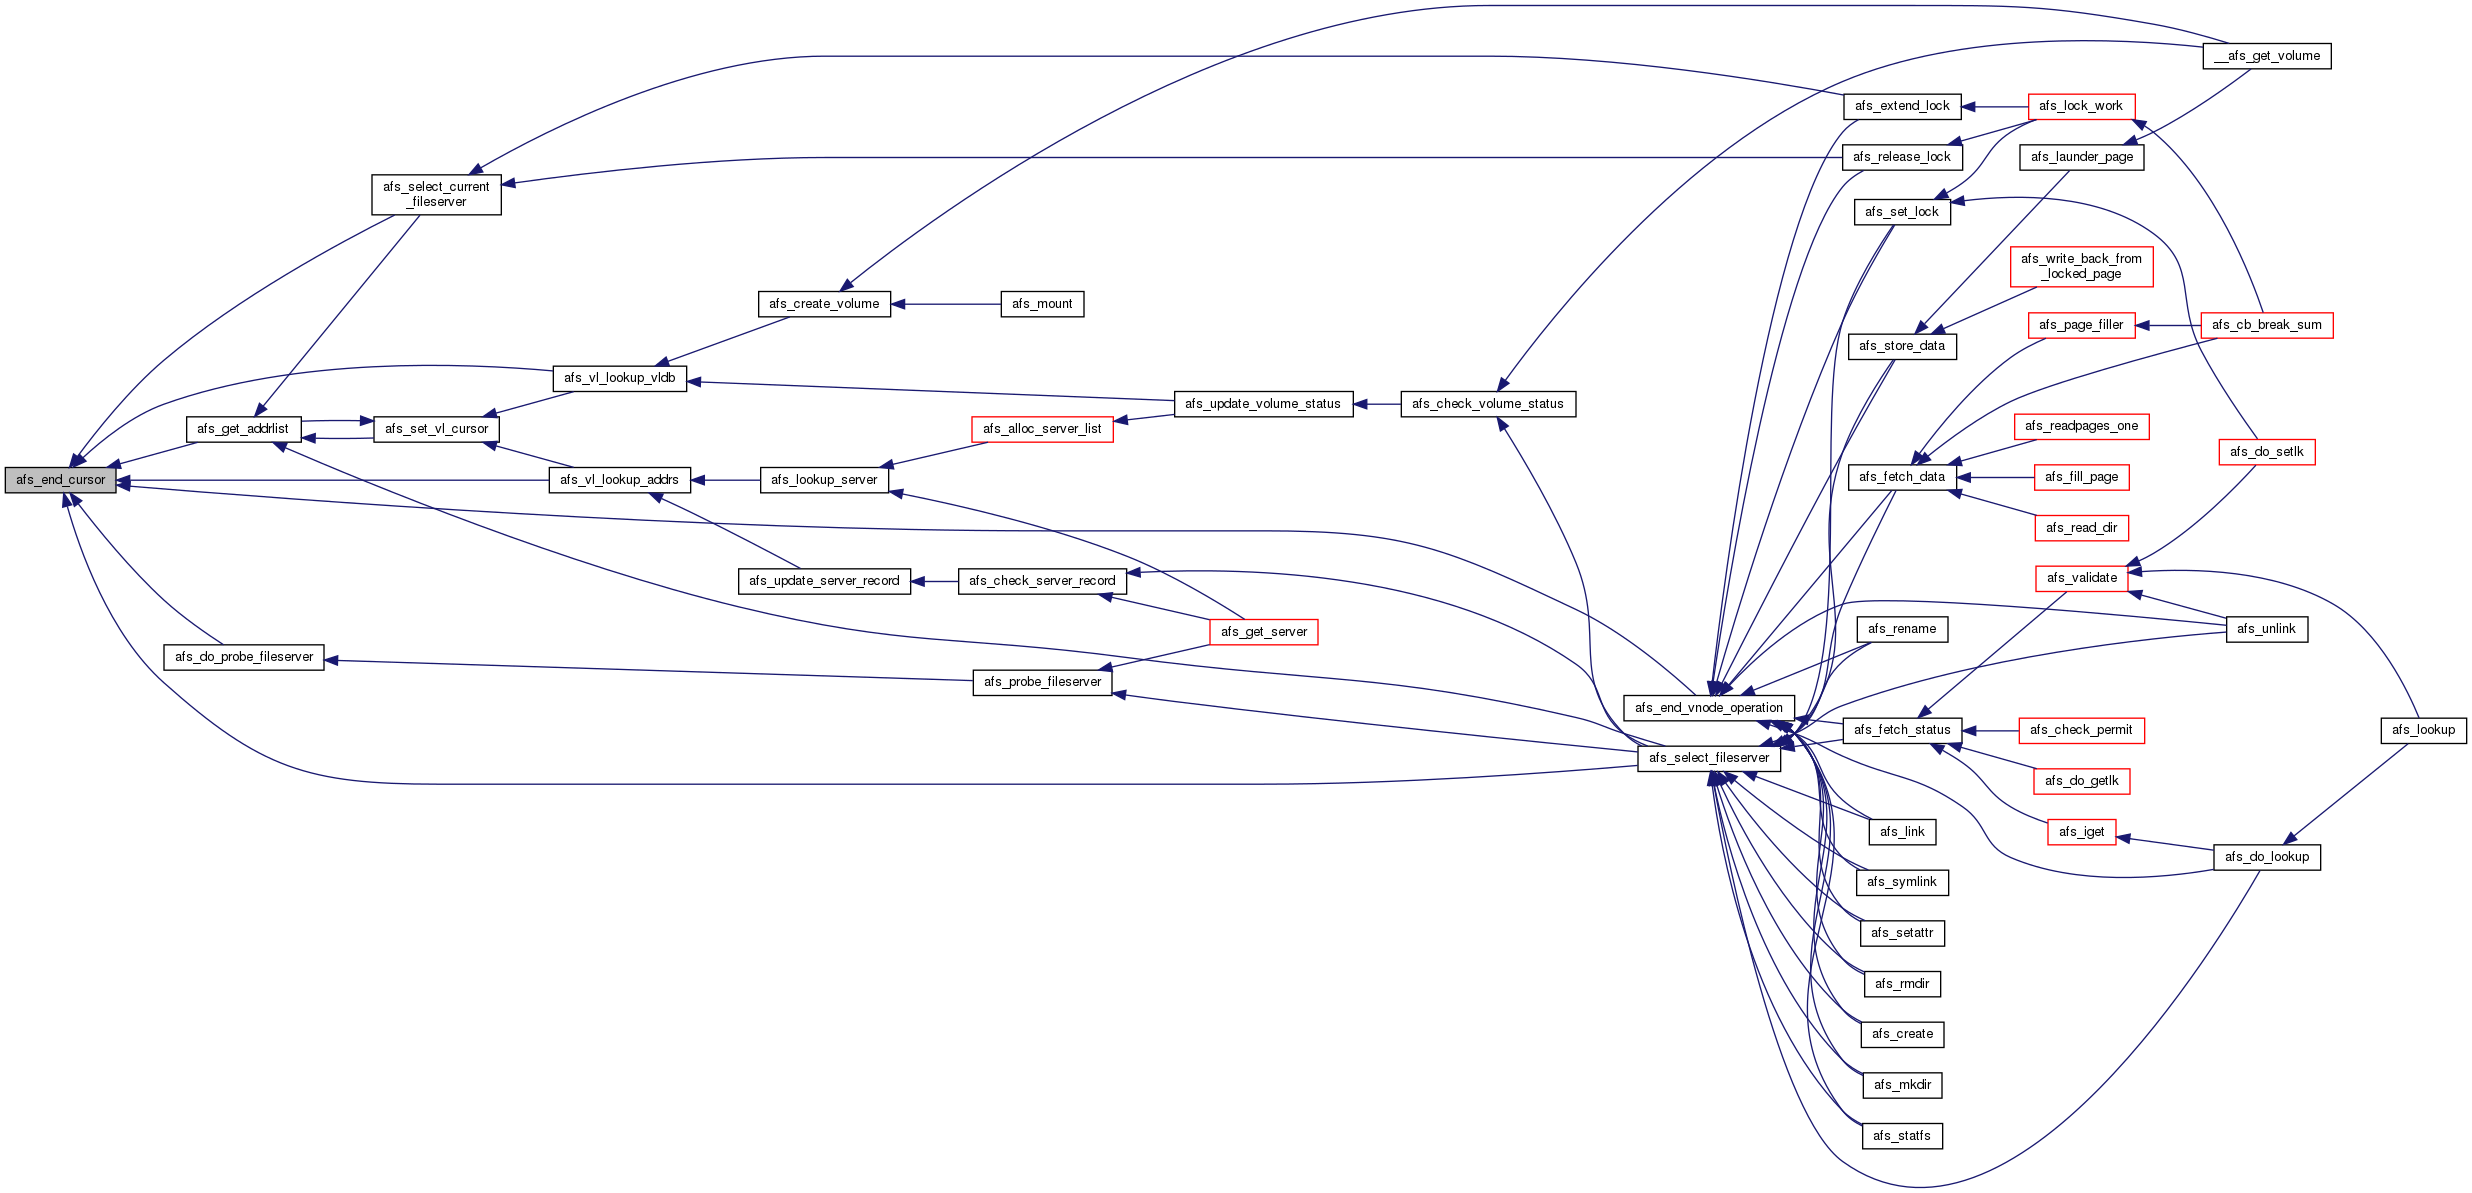 __afs_get_volume
afs_extend_lock
afs_lock_work
afs_release_lock
afs_launder_page
afs_select_current
_fileserver
afs_set_lock
afs_write_back_from
_locked_page
afs_create_volume
afs_mount
afs_page_filler
afs_cb_break_sum
afs_store_data
afs_vl_lookup_vldb
afs_update_volume_status
afs_check_volume_status
afs_get_addrlist
afs_set_vl_cursor
afs_alloc_server_list
afs_readpages_one
afs_do_setlk
afs_end_cursor
afs_vl_lookup_addrs
afs_lookup_server
afs_fetch_data
afs_fill_page
afs_read_dir
afs_update_server_record
afs_check_server_record
afs_validate
afs_get_server
afs_rename
afs_unlink
afs_do_probe_fileserver
afs_probe_fileserver
afs_end_vnode_operation
afs_fetch_status
afs_check_permit
afs_lookup
afs_select_fileserver
afs_do_getlk
afs_link
afs_iget
afs_do_lookup
afs_symlink
afs_setattr
afs_rmdir
afs_create
afs_mkdir
afs_statfs